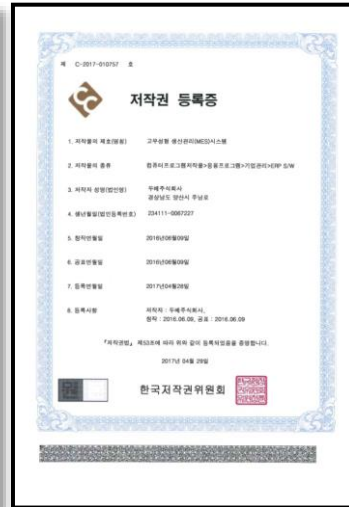 제 C-2017-010757 호
저작권 등록증
1. 저작물의 제호(명칭) 고무성형 생산관리(MES)시스템
2. 저작물의 종류 컴퓨터프로그램저작물>응용프로그램>기업관리>ERP S/W
3. 저작자 성명(법인명) 두배주식회사
경상남도 양산시 주남로
4. 생년월일(법인등록번호) 234111-0087227
5. 창작연월일 2016년06월09일
6. 공표연월일 2016년06월09일
7. 등록연월일 2017년04월28일
8. 등록사항 저작자 : 두배주식회사,
창작 : 2016.06.09, 공표 : 2016.06.09
『저작권법』 제53조에 따라 위와 같이 등록되었음을 증명합니다.
2017년 04월 28일
한국저작권위원회